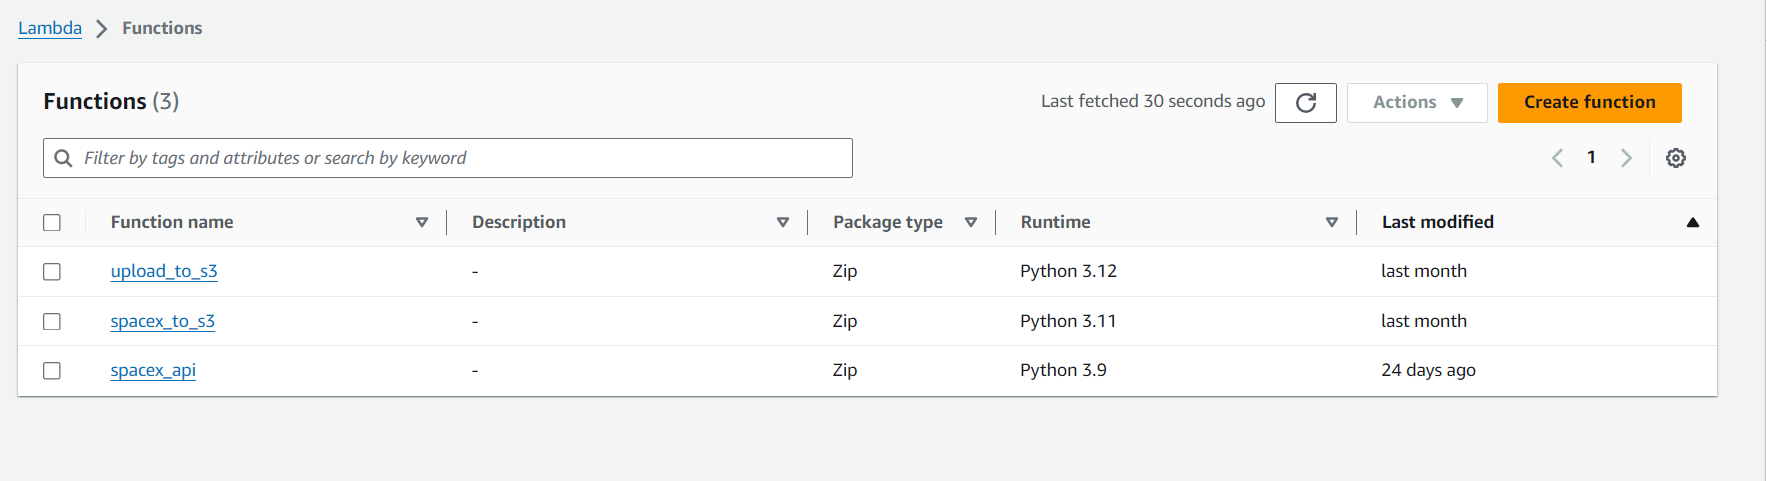 Lambda > Functions
Functions (3) Last fetched 30 seconds ago Actions Create function
Filter by tags and attributes or search by keyword 1
Function name Description Package type Runtime Last modified
upload_to_s3 - Zip Python 3.12 last month
spacex_to_s3 - Zip Python 3.11 last month
spacex_api - Zip Python 3.9 24 days ago